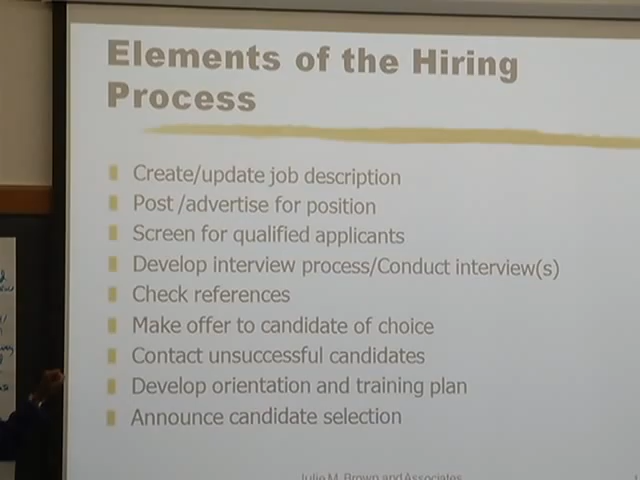 Elements of the Hiring
Process
Create/update job description
Post /advertise for position
Screen for qualified applicants
Develop interview process/Conduct interview(s)
Check references
Make offer to candidate of choice
Contact unsuccessful candidates
Develop orientation and training plan
Announce candidate selection
Julie M. Brown and Associates